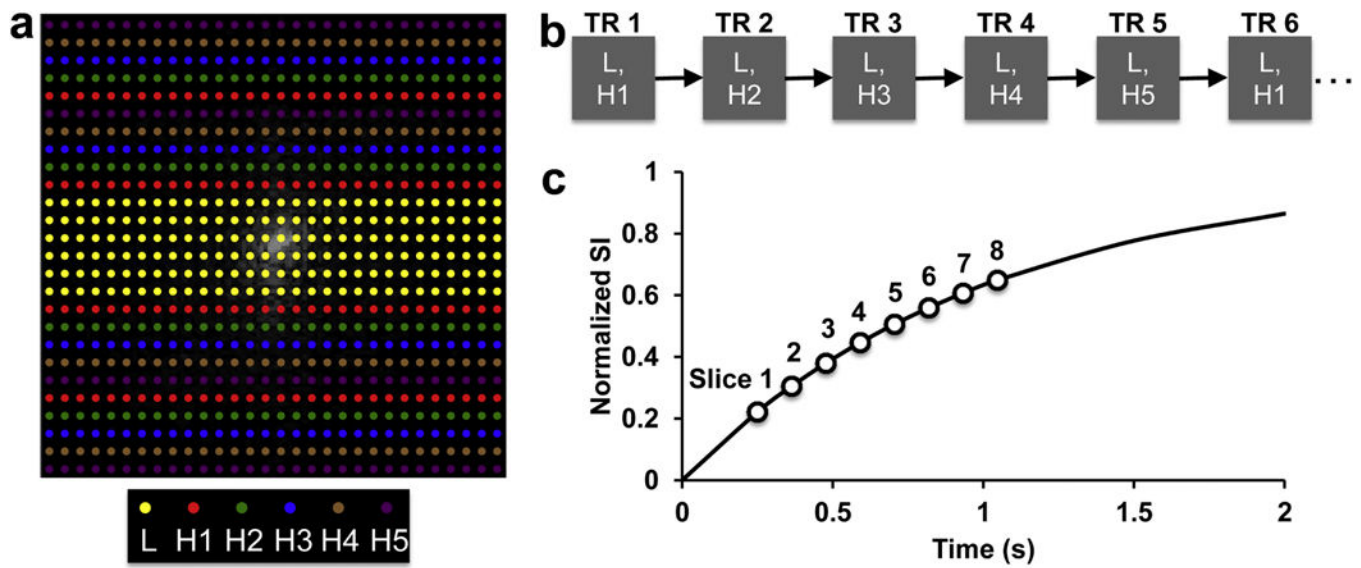 a
L H1 H2 H3 H4 H5
b
TR 1 TR 2 TR 3 TR 4 TR 5 TR 6
L, L, L, L, L, L,
H1 H2 H3 H4 H5 H1 ...
c
Normalized SI
1
0.8
0.6
0.4
0.2
0
Slice 1 2 3 4 5 6 7 8
0 0.5 1 1.5 2
Time (s)